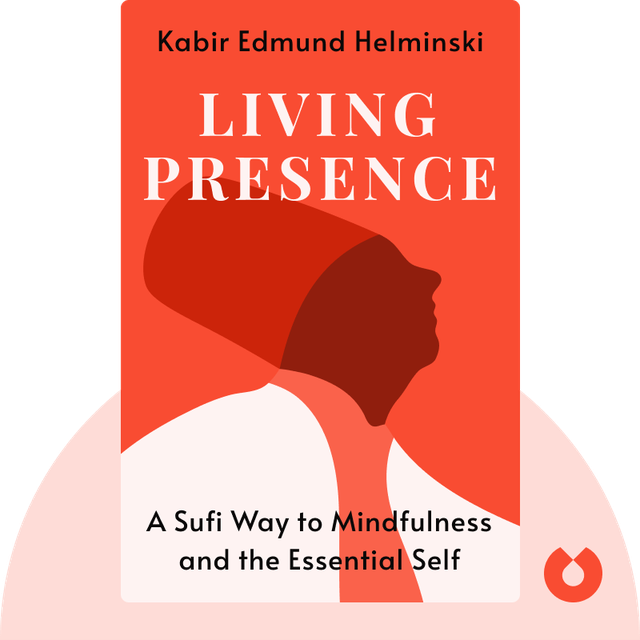 Kabir Edmund Helminski
LIVING
PRESENCE
A Sufi Way to Mindfulness
and the Essential Self